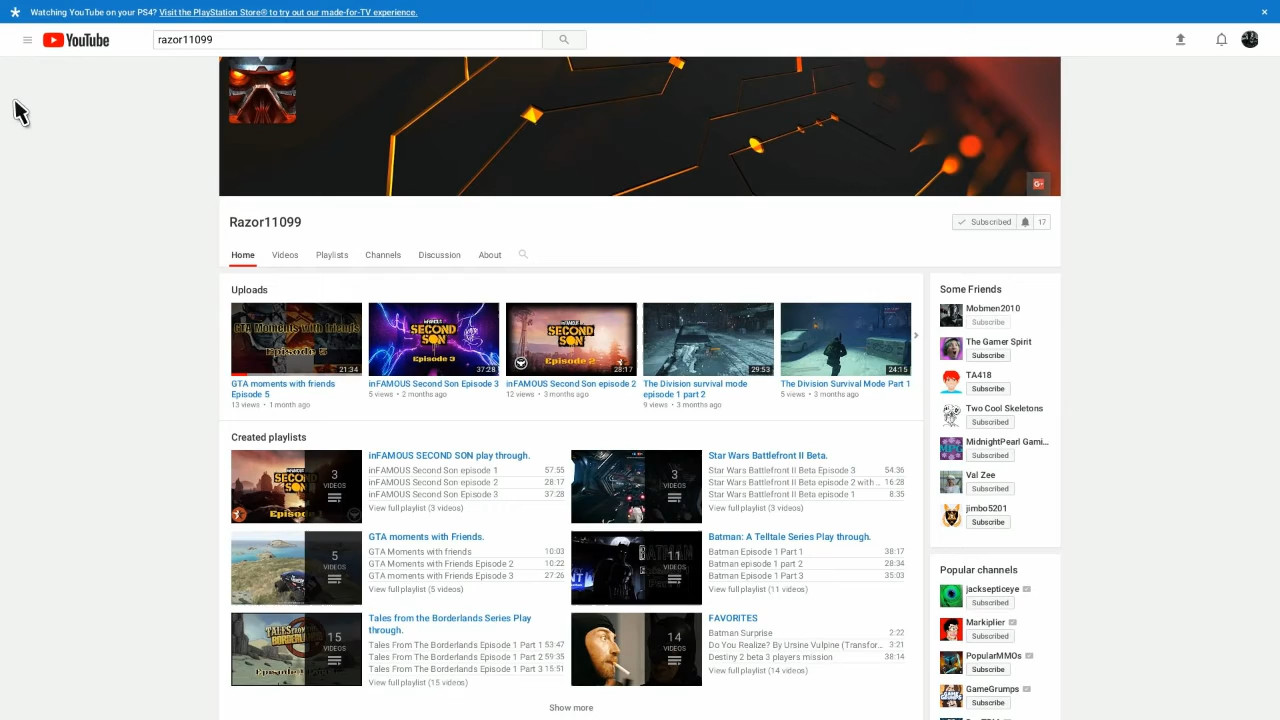 Watching YouTube on your PS4? Visit the PlayStation Store® to try out our made-for-TV experience.
YouTube
razor11099
Razor11099
Subscribed 17
Home Videos Playlists Channels Discussion About
Uploads
GTA Moments with friends
Episode 5
21:34
inFAMOUS
SECOND
SON
Episode 3
37:28
inFAMOUS
SECOND
SON
Episode 2
28:17
29:53
24:15
GTA moments with friends
Episode 5
13 views • 1 month ago
inFAMOUS Second Son Episode 3
5 views • 2 months ago
inFAMOUS Second Son episode 2
12 views • 3 months ago
The Division survival mode
episode 1 part 2
9 views • 3 months ago
The Division Survival Mode Part 1
5 views • 3 months ago
Created playlists
3
VIDEOS
inFAMOUS SECOND SON play through.
inFAMOUS Second Son episode 1 57:55
inFAMOUS Second Son episode 2 28:17
inFAMOUS Second Son Episode 3 37:28
View full playlist (3 videos)
3
VIDEOS
Star Wars Battlefront II Beta.
Star Wars Battlefront II Beta Episode 3 54:36
Star Wars Battlefront II Beta episode 2 with ... 16:28
Star Wars Battlefront II Beta episode 1 8:35
View full playlist (3 videos)
5
VIDEOS
GTA moments with Friends.
GTA Moments with friends 10:03
GTA moments with Friends Episode 2 10:22
GTA moments with Friends Episode 3 27:26
View full playlist (5 videos)
BATMAN
11
VIDEOS
Batman: A Telltale Series Play through.
Batman Episode 1 Part 1 38:17
Batman episode 1 part 2 28:34
Batman Episode 1 Part 3 35:03
View full playlist (11 videos)
15
VIDEOS
Tales from the Borderlands Series Play
through.
Tales From The Borderlands Episode 1 Part 1 53:47
Tales From The Borderlands Episode 1 Part 2 59:35
Tales From The Borderlands Episode 1 Part 3 15:51
View full playlist (15 videos)
14
VIDEOS
FAVORITES
Batman Surprise 2:22
Do You Realize? By Ursine Vulpine (Transfor... 3:21
Destiny 2 beta 3 players mission 38:14
View full playlist (14 videos)
Show more
Some Friends
Mobmen2010
Subscribe
The Gamer Spirit
Subscribe
TA418
Subscribe
Two Cool Skeletons
Subscribed
MidnightPearl Gami...
Subscribed
Val Zee
Subscribed
jimbo5201
Subscribe
Popular channels
jacksepticeye
Subscribed
Markiplier
Subscribed
PopularMMOs
Subscribe
GameGrumps
Subscribe